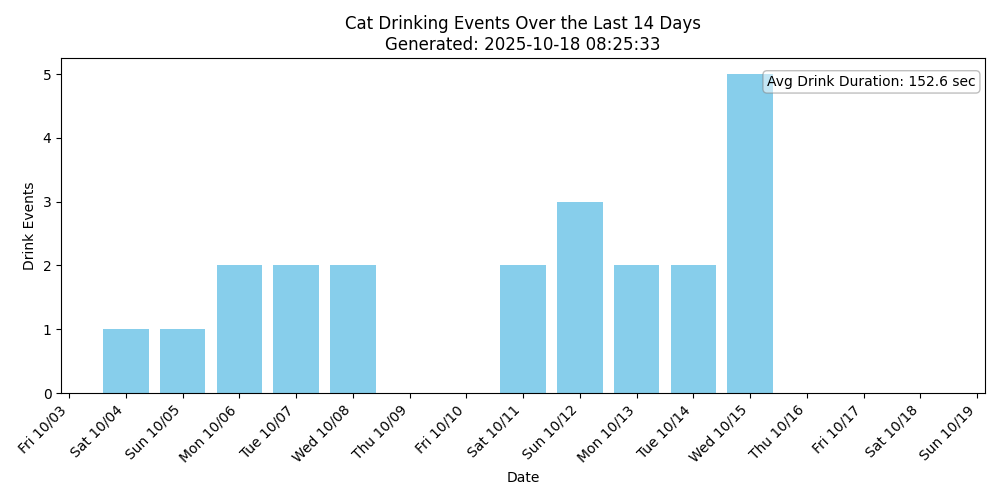 Cat Drinking Events Over the Last 14 Days
Generated: 2025-10-18 08:25:33
Avg Drink Duration: 152.6 sec
Drink Events
5
4
3
2
1
0
Fri 10/03
Sat 10/04
Sun 10/05
Mon 10/06
Tue 10/07
Wed 10/08
Thu 10/09
Fri 10/10
Sat 10/11
Sun 10/12
Mon 10/13
Tue 10/14
Wed 10/15
Thu 10/16
Fri 10/17
Sat 10/18
Sun 10/19
Date